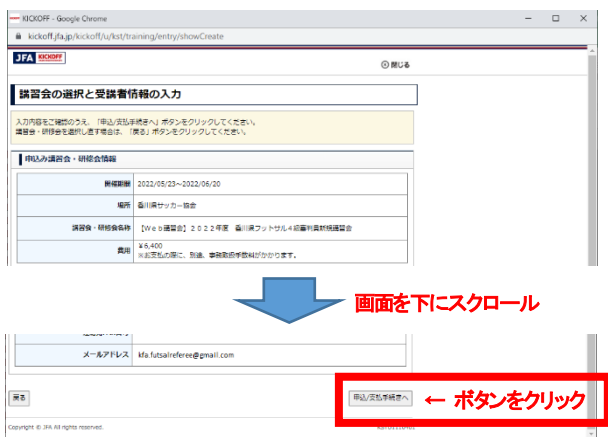 KICKOFF - Google Chrome
kickoff.jfa.jp/kickoff/u/kst/training/entry/showCreate
JFA KICKOFF
閉じる
講習会の選択と受講者情報の入力
入力内容をご確認のうえ、「申込/支払手続きへ」ボタンをクリックしてください。
講習会・研修会を選択し直す場合は、「戻る」ボタンをクリックしてください。
申込み講習会・研修会情報
開催期間 2022/05/23～2022/06/20
場所 香川県サッカー協会
講習会・研修会名称 【Web講習会】２０２２年度 香川県フットサル４級審判員新規講習会
費用 ¥6,400
※お支払の際に、別途、事務取扱手数料がかかります。
画面を下にスクロール
メールアドレス kfa.futsalreferee@gmail.com
戻る 申込/支払手続きへ ← ボタンをクリック
Copyright © JFA All rights reserved.